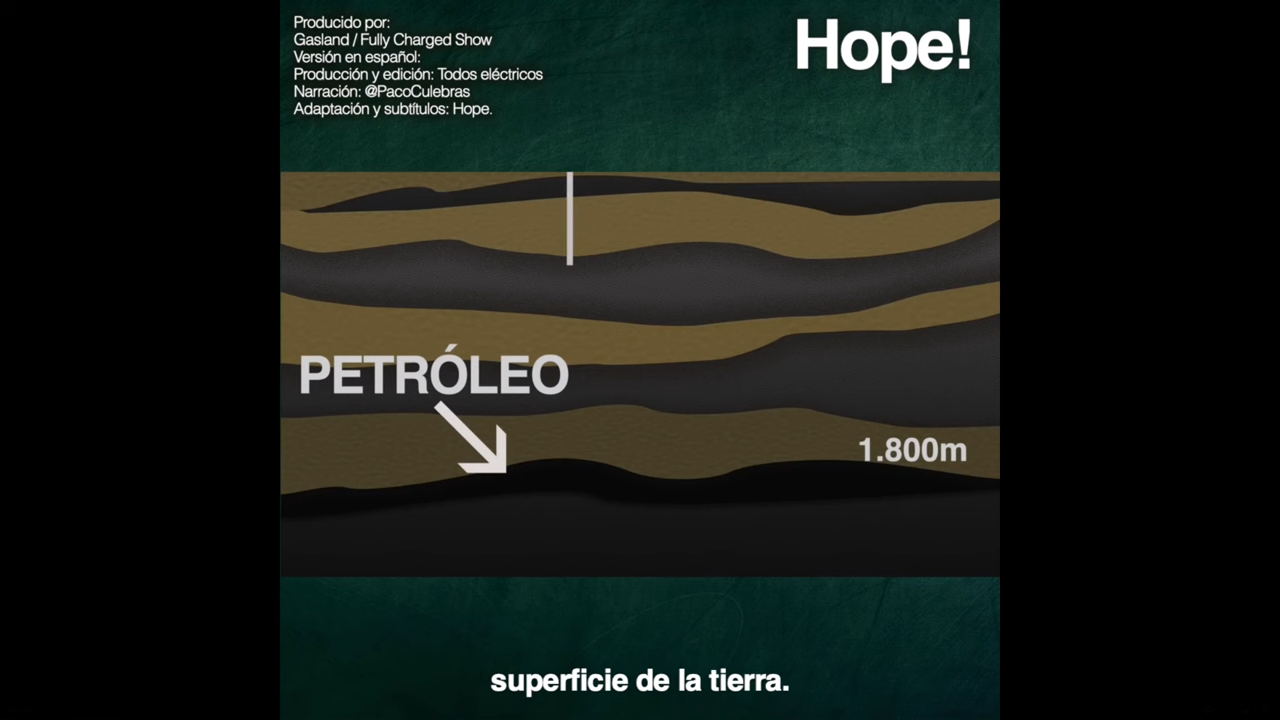 Producido por:
Gasland / Fully Charged Show
Versión en español:
Producción y edición: Todos eléctricos
Narración: @PacoCulebras
Adaptación y subtítulos: Hope.
Hope!
PETRÓLEO
1.800m
superficie de la tierra.